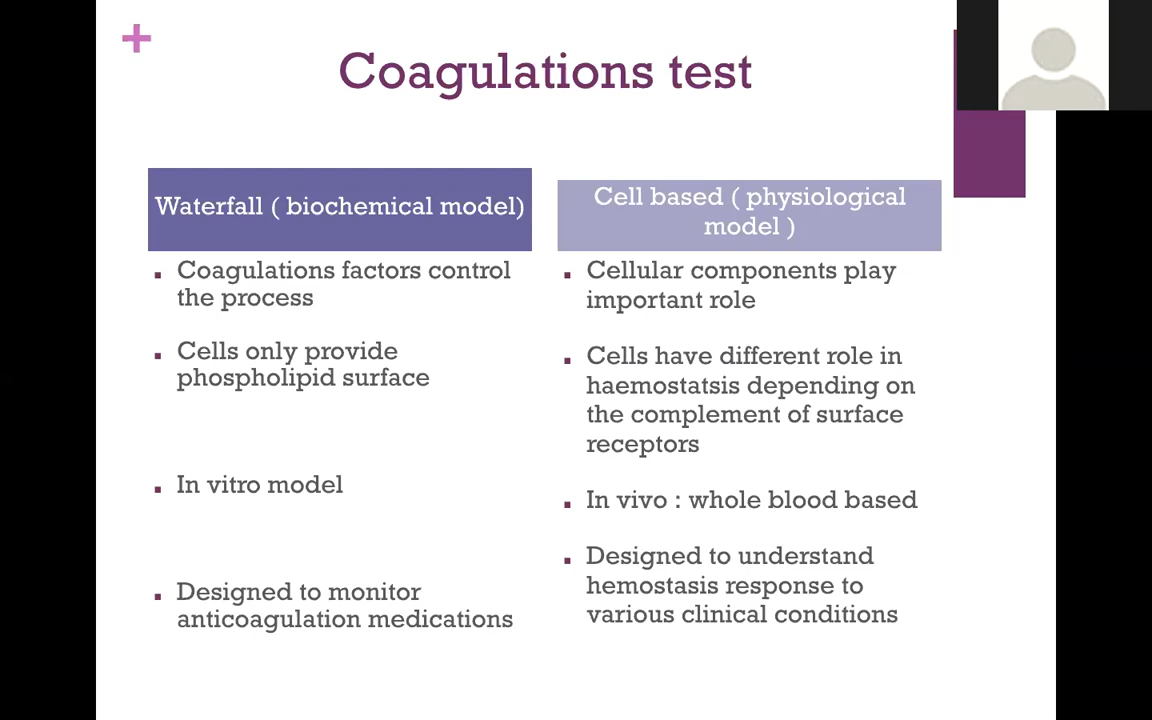 +
Coagulations test
Waterfall ( biochemical model)
▪ Coagulations factors control
the process
▪ Cells only provide
phospholipid surface
▪ In vitro model
▪ Designed to monitor
anticoagulation medications
Cell based ( physiological
model )
▪ Cellular components play
important role
▪ Cells have different role in
haemostatsis depending on
the complement of surface
receptors
▪ In vivo : whole blood based
▪ Designed to understand
hemostasis response to
various clinical conditions